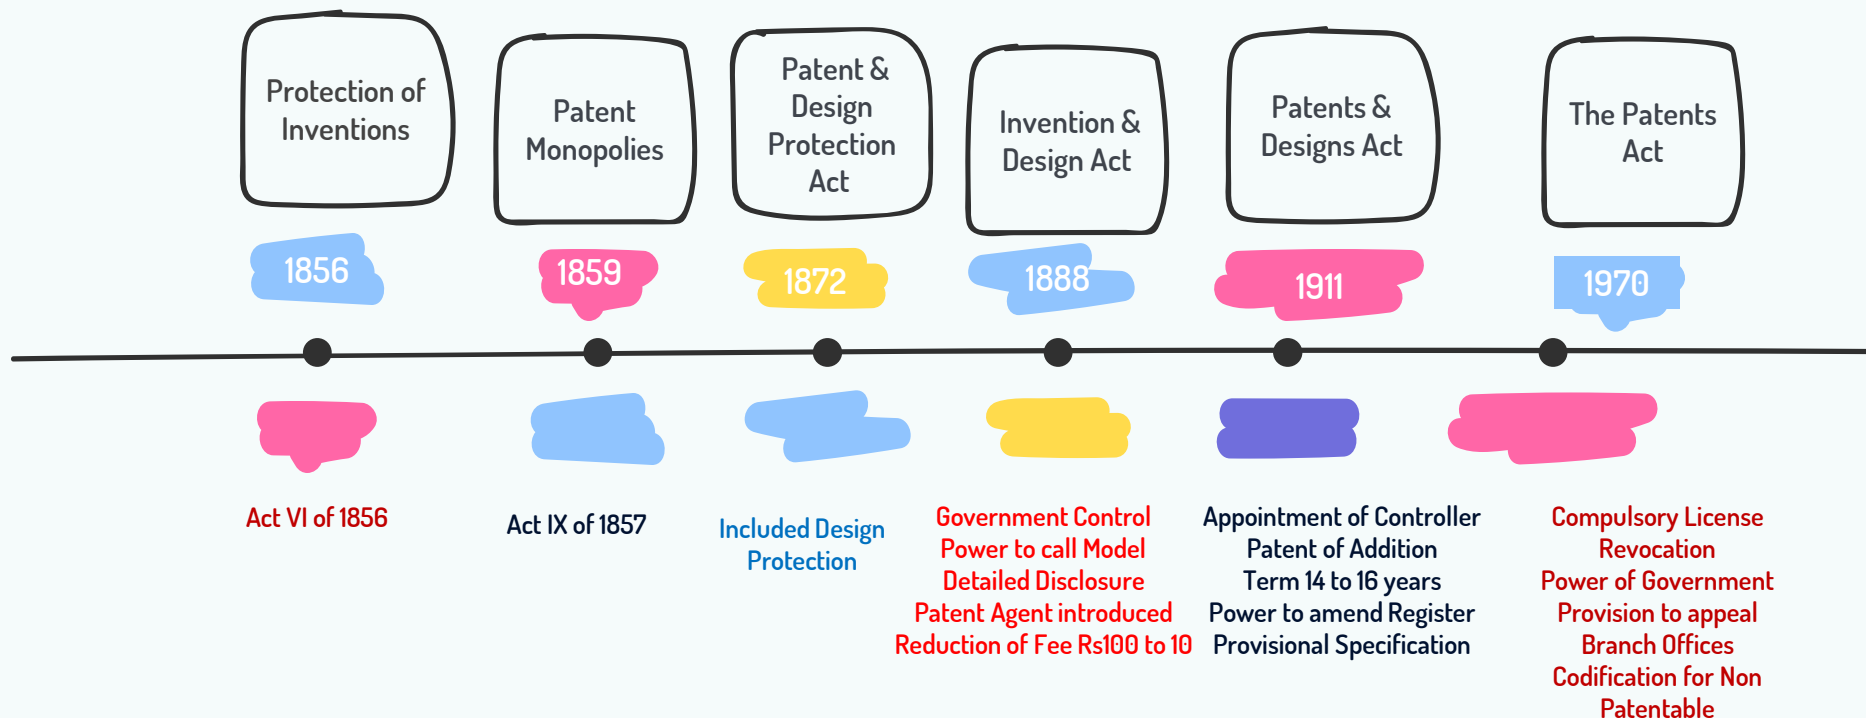 Protection of
Inventions
Patent
Monopolies
Patent &
Design
Protection
Act
Invention &
Design Act
Patents &
Designs Act
The Patents
Act
1856
1859
1872
1888
1911
1970
Act VI of 1856
Act IX of 1857
Included Design
Protection
Government Control
Power to call Model
Detailed Disclosure
Patent Agent introduced
Reduction of Fee Rs100 to 10
Appointment of Controller
Patent of Addition
Term 14 to 16 years
Power to amend Register
Provisional Specification
Compulsory License
Revocation
Power of Government
Provision to appeal
Branch Offices
Codification for Non
Patentable